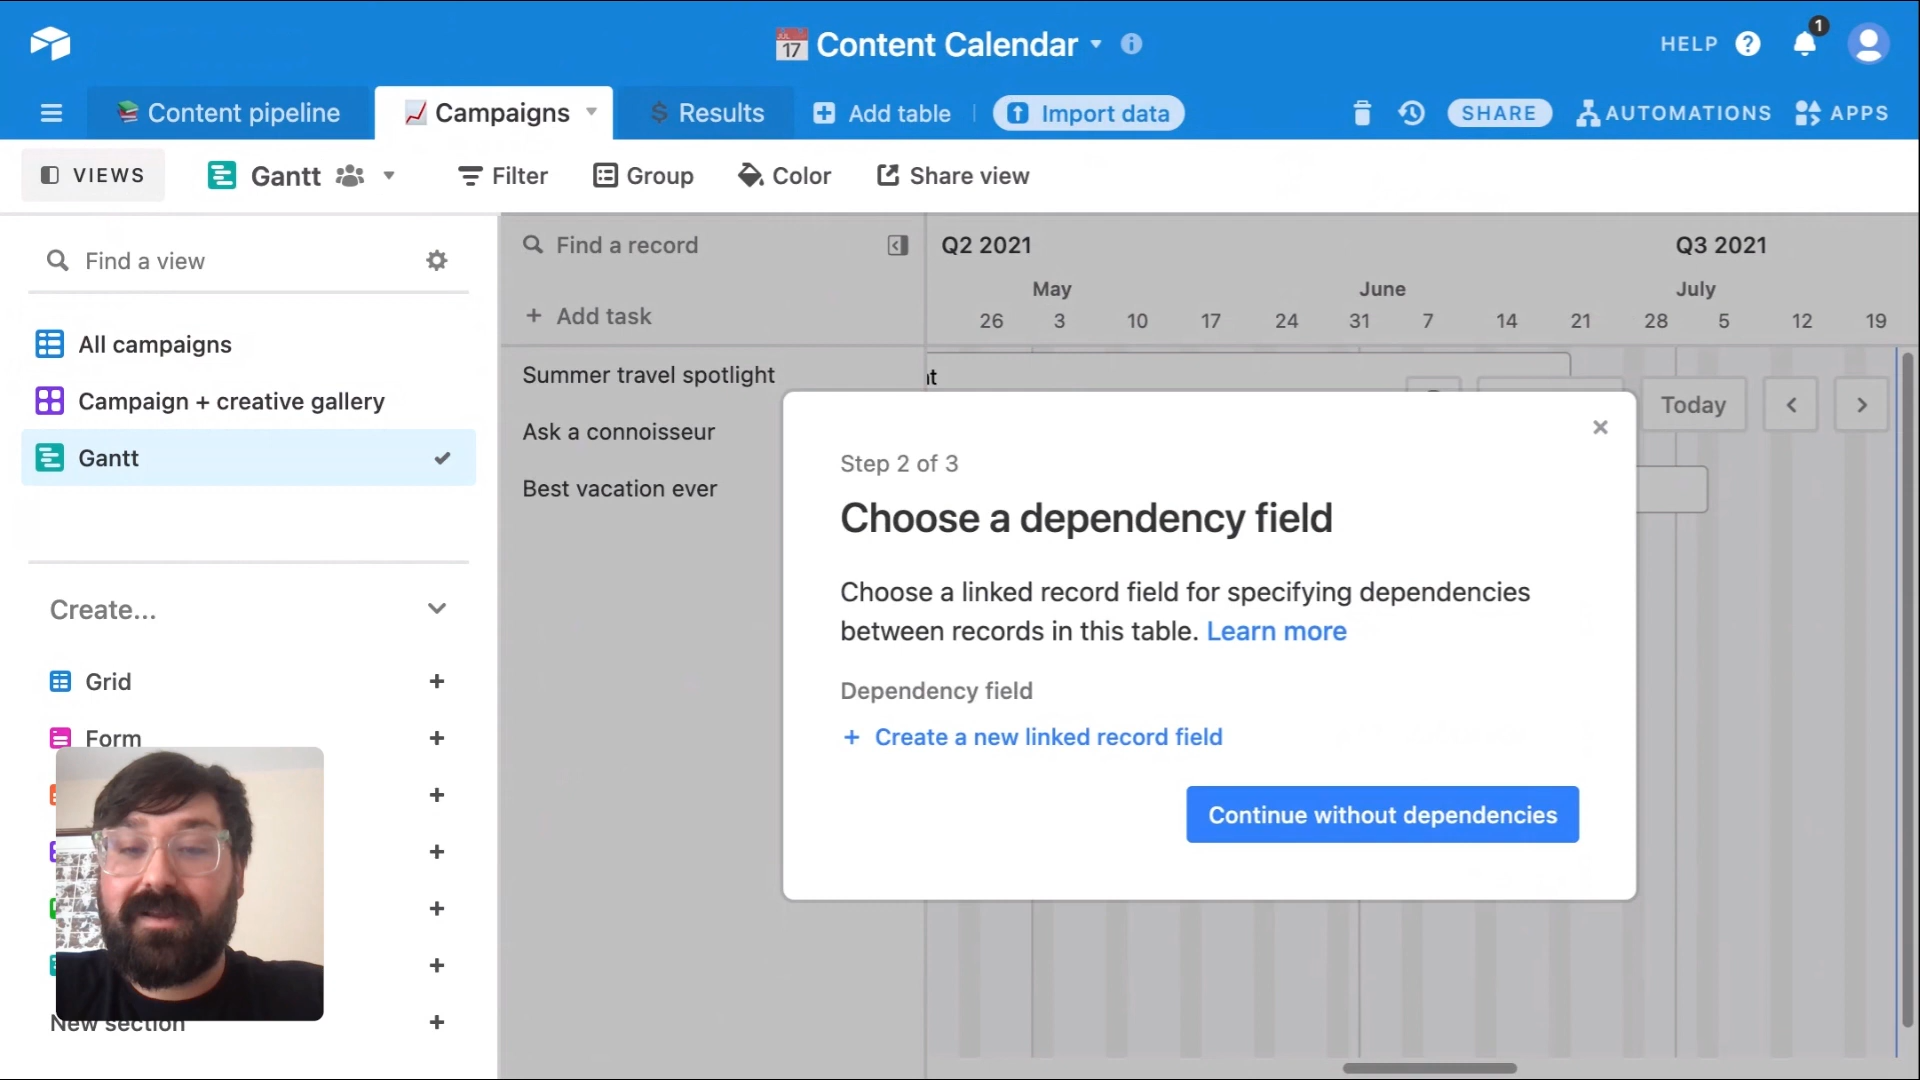 JUL
17
Content Calendar
HELP
1
Content pipeline
Campaigns
Results
Add table
Import data
SHARE
AUTOMATIONS
APPS
VIEWS
Gantt
Filter
Group
Color
Share view
Find a view
All campaigns
Campaign + creative gallery
Gantt
Create...
Grid
Form
New section
Find a record
Add task
Summer travel spotlight
Ask a connoisseur
Best vacation ever
Q2 2021
Q3 2021
May
June
July
26 3 10 17 24 31 7 14 21 28 5 12 19
Today
Step 2 of 3
Choose a dependency field
Choose a linked record field for specifying dependencies
between records in this table. Learn more
Dependency field
+ Create a new linked record field
Continue without dependencies